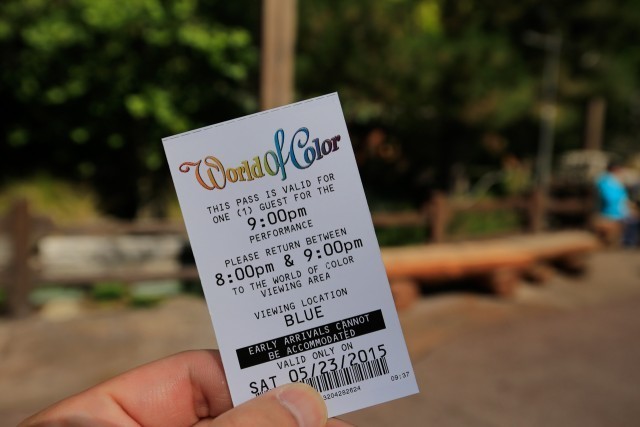 World Of Color
THIS PASS IS VALID FOR
ONE (1) GUEST FOR THE
9:00pm
PERFORMANCE
PLEASE RETURN BETWEEN
8:00pm & 9:00pm
TO THE WORLD OF COLOR
VIEWING AREA
VIEWING LOCATION
BLUE
EARLY ARRIVALS CANNOT
BE ACCOMMODATED
VALID ONLY ON
SAT 05/23/2015
09:37